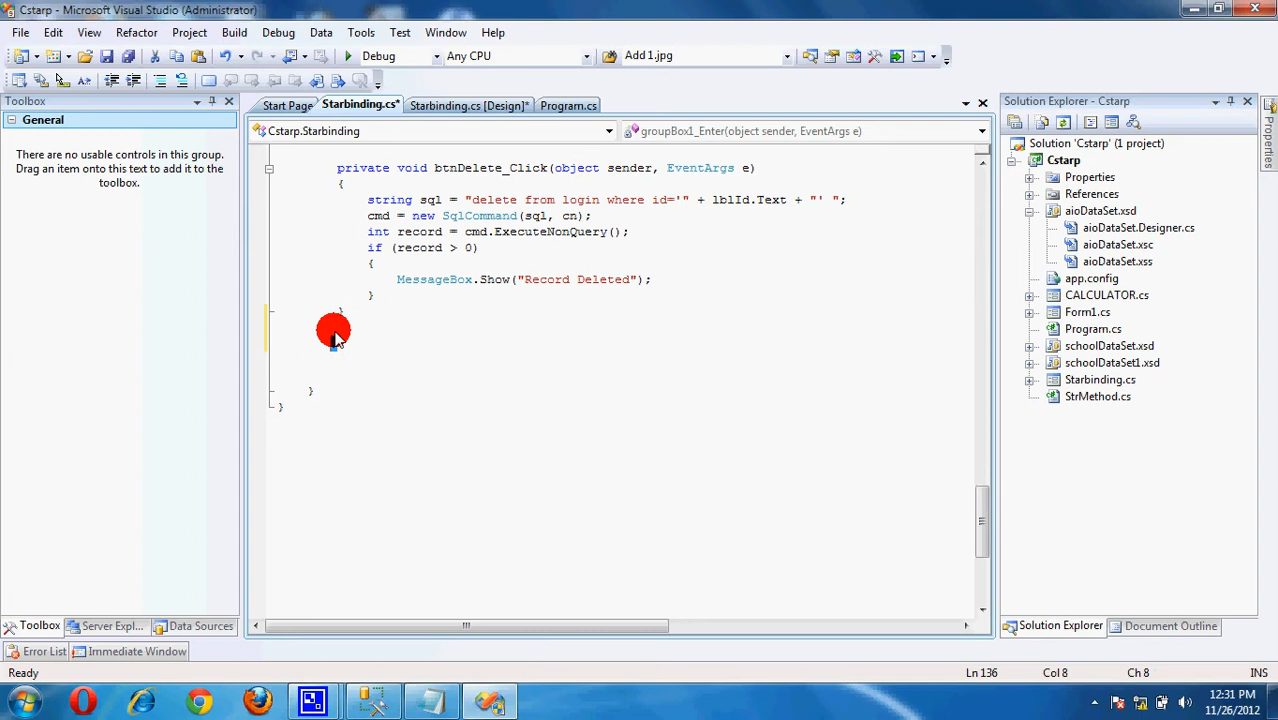 Cstarp - Microsoft Visual Studio (Administrator)
File Edit View Refactor Project Build Debug Data Tools Test Window Help
Debug Any CPU Add 1.jpg
Toolbox
General
There are no usable controls in this group. Drag an item onto this text to add it to the toolbox.
Start Page Starbinding.cs* Starbinding.cs [Design]* Program.cs
Cstarp.Starbinding groupBox1_Enter(object sender, EventArgs e)
private void btnDelete_Click(object sender, EventArgs e)
{
string sql = "delete from login where id='" + lblId.Text + "' ";
cmd = new SqlCommand(sql, cn);
int record = cmd.ExecuteNonQuery();
if (record > 0)
{
MessageBox.Show("Record Deleted");
}
}
}
}
Solution Explorer - Cstarp
Solution 'Cstarp' (1 project)
Cstarp
Properties
References
aioDataSet.xsd
aioDataSet.Designer.cs
aioDataSet.xsc
aioDataSet.xss
app.config
CALCULATOR.cs
Form1.cs
Program.cs
schoolDataSet.xsd
schoolDataSet1.xsd
Starbinding.cs
StrMethod.cs
Properties
Toolbox Server Expl... Data Sources
Solution Explorer Document Outline
Error List Immediate Window
Ready Ln 136 Col 8 Ch 8 INS
12:31 PM
11/26/2012